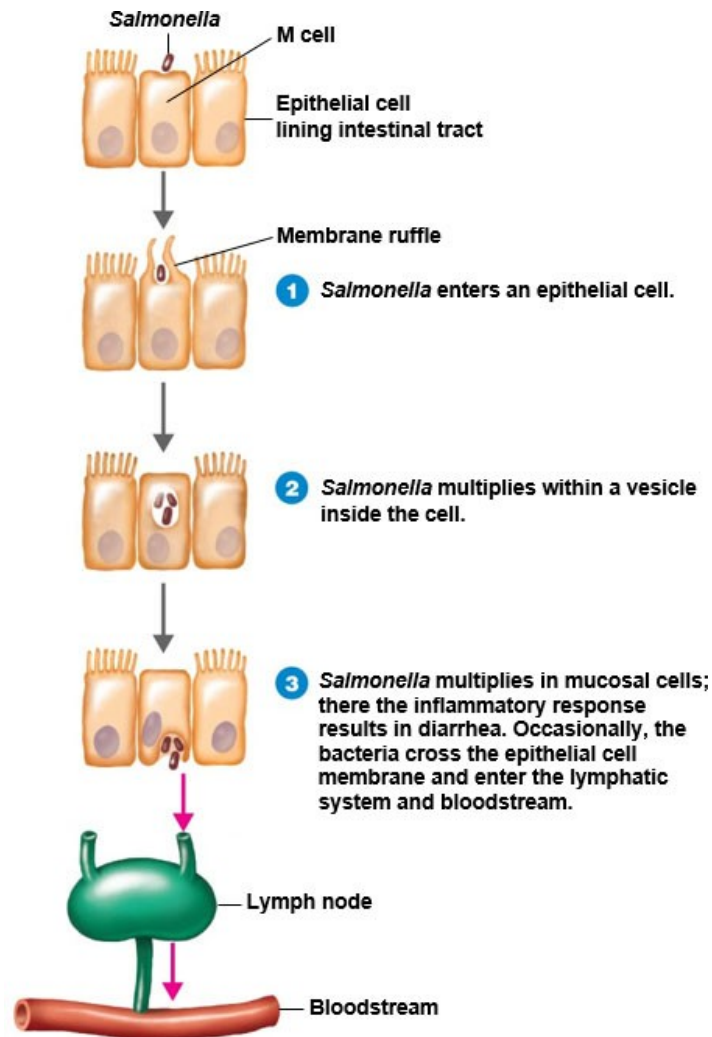 Salmonella
M cell
Epithelial cell
lining intestinal tract
Membrane ruffle
1 Salmonella enters an epithelial cell.
2 Salmonella multiplies within a vesicle
inside the cell.
3 Salmonella multiplies in mucosal cells;
there the inflammatory response
results in diarrhea. Occasionally, the
bacteria cross the epithelial cell
membrane and enter the lymphatic
system and bloodstream.
Lymph node
Bloodstream